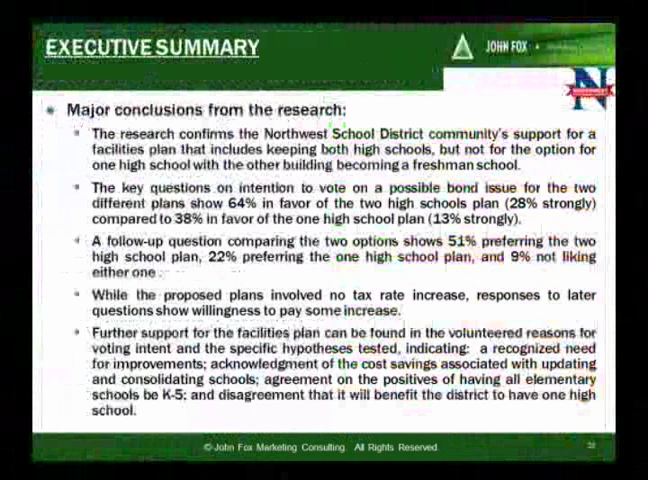 EXECUTIVE SUMMARY
JOHN FOX
N
Major conclusions from the research:
The research confirms the Northwest School District community's support for a
facilities plan that includes keeping both high schools, but not for the option for
one high school with the other building becoming a freshman school.
The key questions on intention to vote on a possible bond issue for the two
different plans show 64% in favor of the two high schools plan (28% strongly)
compared to 38% in favor of the one high school plan (13% strongly).
A follow-up question comparing the two options shows 51% preferring the two
high school plan, 22% preferring the one high school plan, and 9% not liking
either one.
While the proposed plans involved no tax rate increase, responses to later
questions show willingness to pay some increase.
Further support for the facilities plan can be found in the volunteered reasons for
voting intent and the specific hypotheses tested, indicating: a recognized need
for improvements; acknowledgment of the cost savings associated with updating
and consolidating schools; agreement on the positives of having all elementary
schools be K-5; and disagreement that it will benefit the district to have one high
school.
© John Fox Marketing Consulting. All Rights Reserved.